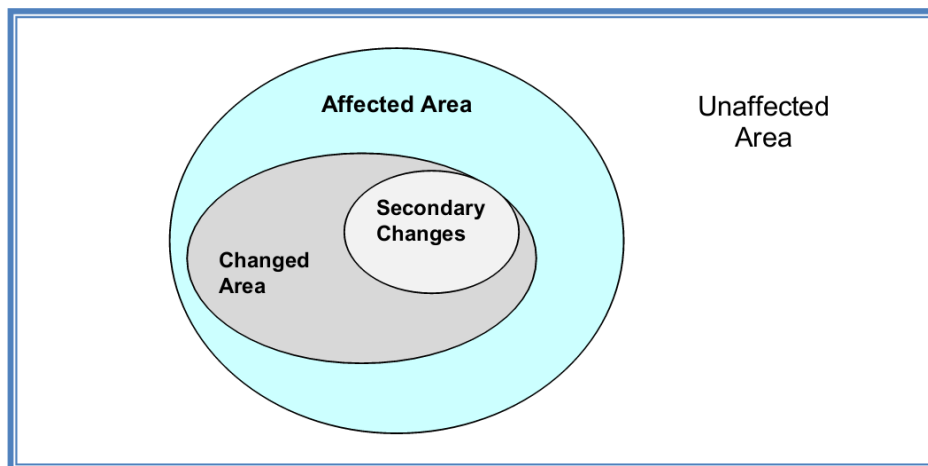 Affected Area
Unaffected
Area
Secondary
Changes
Changed
Area